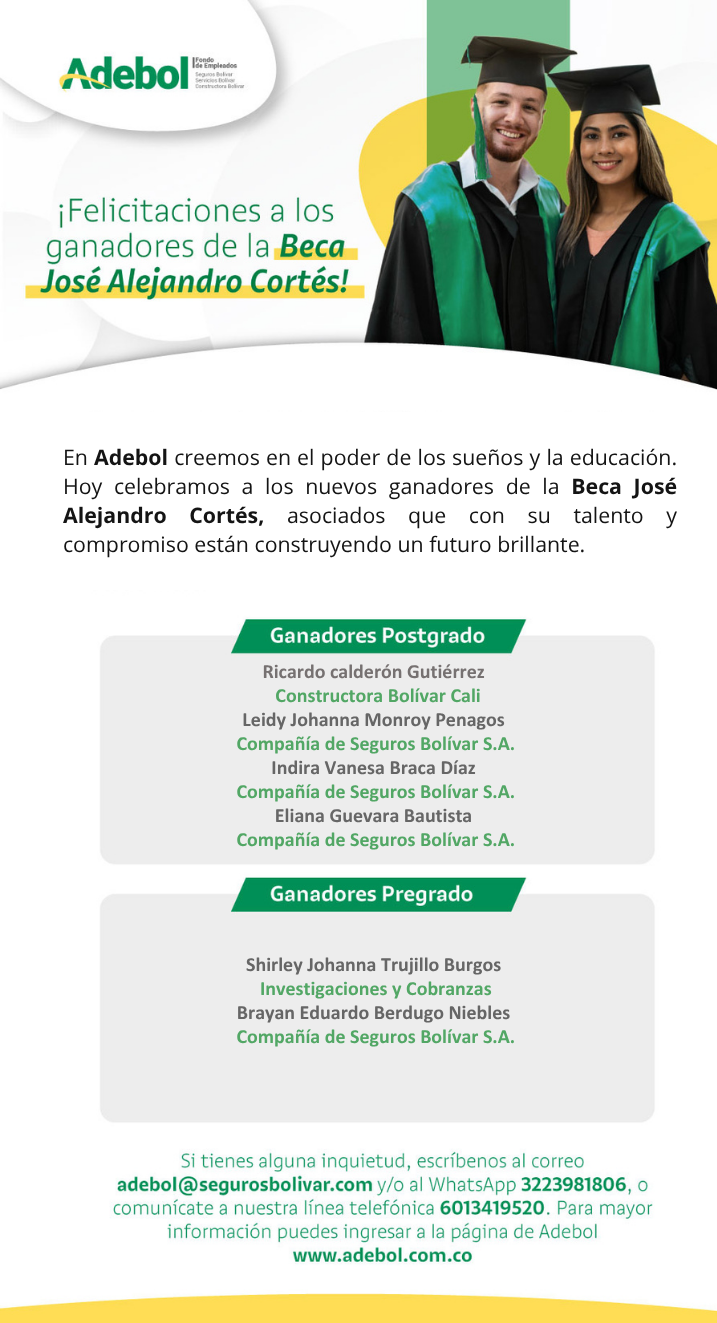 Adebol
Fondo
de Empleados
Seguros Bolívar
Servicios Bolívar
Constructora Bolívar
¡Felicitaciones a los
ganadores de la Beca
José Alejandro Cortés!
En Adebol creemos en el poder de los sueños y la educación.
Hoy celebramos a los nuevos ganadores de la Beca José
Alejandro Cortés, asociados que con su talento y
compromiso están construyendo un futuro brillante.
Ganadores Postgrado
Ricardo calderón Gutiérrez
Constructora Bolívar Cali
Leidy Johanna Monroy Penagos
Compañía de Seguros Bolívar S.A.
Indira Vanesa Braca Díaz
Compañía de Seguros Bolívar S.A.
Eliana Guevara Bautista
Compañía de Seguros Bolívar S.A.
Ganadores Pregrado
Shirley Johanna Trujillo Burgos
Investigaciones y Cobranzas
Brayan Eduardo Berdugo Niebles
Compañía de Seguros Bolívar S.A.
Si tienes alguna inquietud, escríbenos al correo
adebol@segurosbolivar.com y/o al WhatsApp 3223981806, o
comunícate a nuestra línea telefónica 6013419520. Para mayor
información puedes ingresar a la página de Adebol
www.adebol.com.co